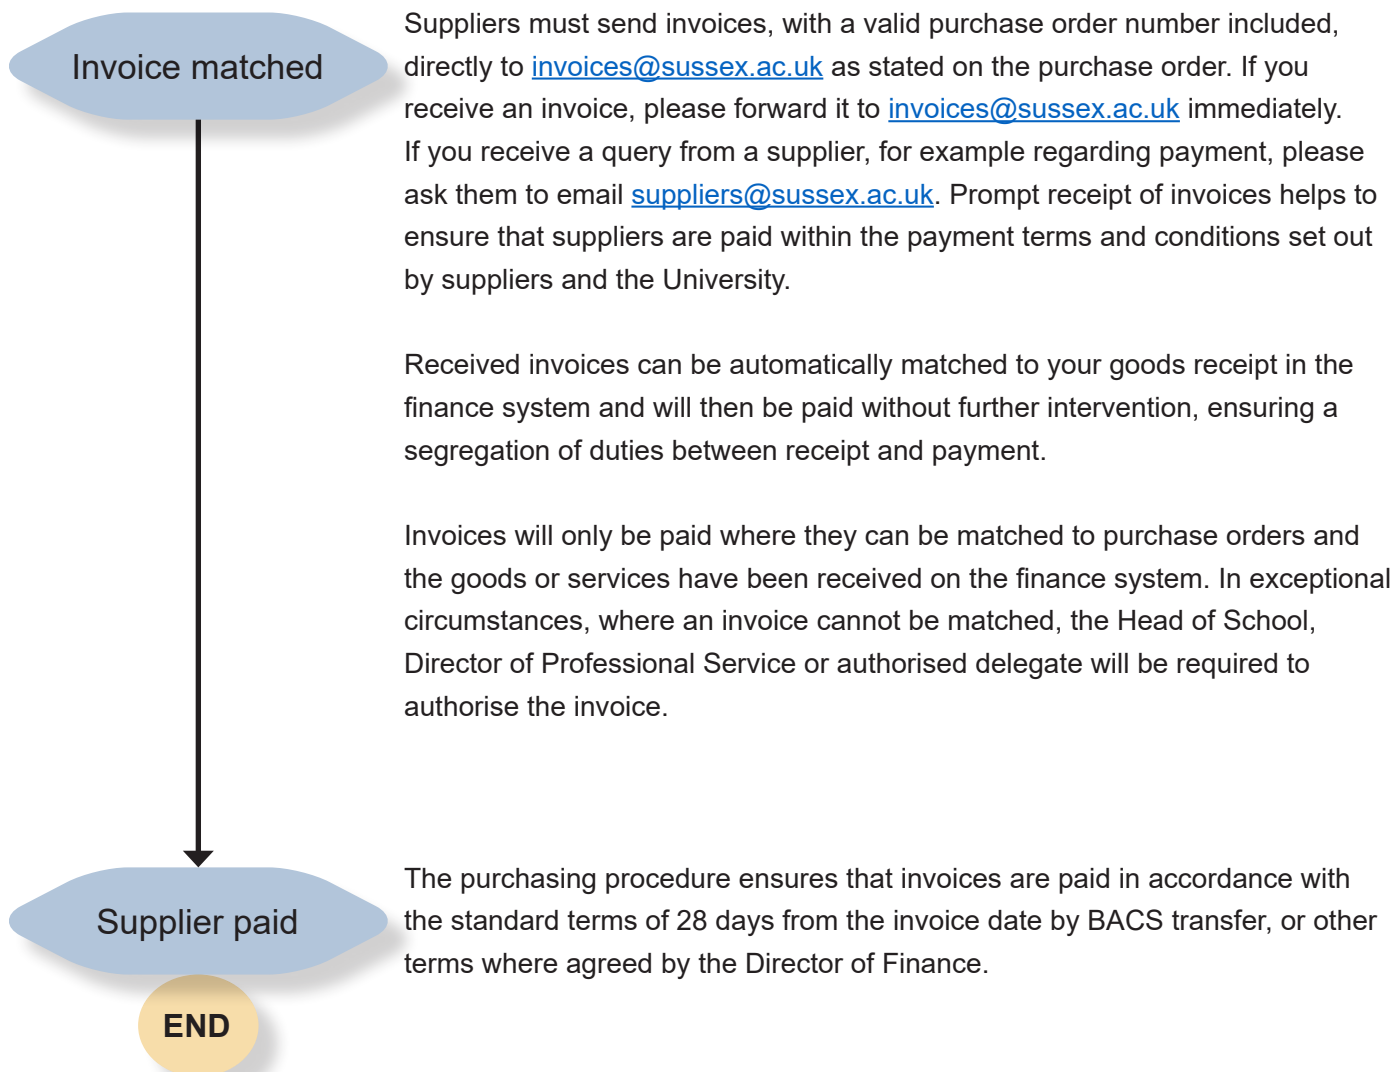 Invoice matched
Suppliers must send invoices, with a valid purchase order number included,
directly to invoices@sussex.ac.uk as stated on the purchase order. If you
receive an invoice, please forward it to invoices@sussex.ac.uk immediately.
If you receive a query from a supplier, for example regarding payment, please
ask them to email suppliers@sussex.ac.uk. Prompt receipt of invoices helps to
ensure that suppliers are paid within the payment terms and conditions set out
by suppliers and the University.
Received invoices can be automatically matched to your goods receipt in the
finance system and will then be paid without further intervention, ensuring a
segregation of duties between receipt and payment.
Invoices will only be paid where they can be matched to purchase orders and
the goods or services have been received on the finance system. In exceptional
circumstances, where an invoice cannot be matched, the Head of School,
Director of Professional Service or authorised delegate will be required to
authorise the invoice.
Supplier paid
The purchasing procedure ensures that invoices are paid in accordance with
the standard terms of 28 days from the invoice date by BACS transfer, or other
terms where agreed by the Director of Finance.
END